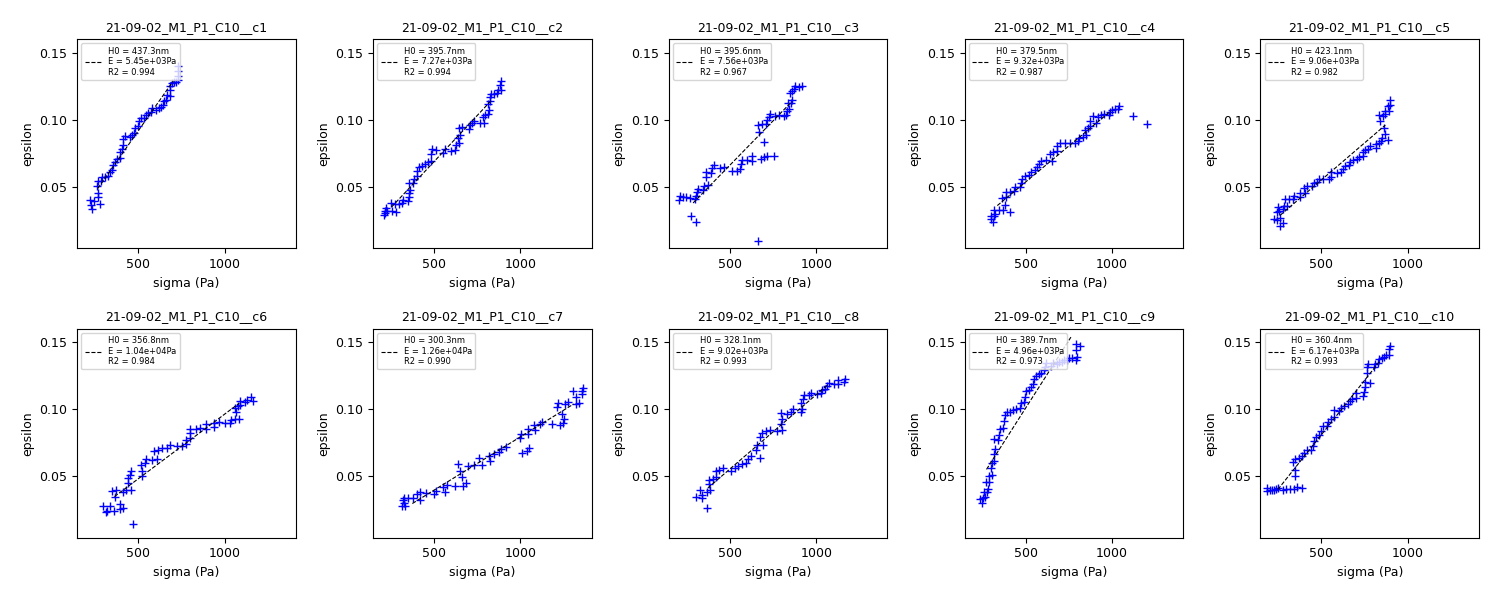 21-09-02_M1_P1_C10__c1
H0 = 437.3nm
E = 5.45e+03Pa
R2 = 0.994
0.15
0.10
0.05
epsilon
500
1000
sigma (Pa)
21-09-02_M1_P1_C10__c2
H0 = 395.7nm
E = 7.27e+03Pa
R2 = 0.994
0.15
0.10
0.05
epsilon
500
1000
sigma (Pa)
21-09-02_M1_P1_C10__c3
H0 = 395.6nm
E = 7.56e+03Pa
R2 = 0.967
0.15
0.10
0.05
epsilon
500
1000
sigma (Pa)
21-09-02_M1_P1_C10__c4
H0 = 379.5nm
E = 9.32e+03Pa
R2 = 0.987
0.15
0.10
0.05
epsilon
500
1000
sigma (Pa)
21-09-02_M1_P1_C10__c5
H0 = 423.1nm
E = 9.06e+03Pa
R2 = 0.982
0.15
0.10
0.05
epsilon
500
1000
sigma (Pa)
21-09-02_M1_P1_C10__c6
H0 = 356.8nm
E = 1.04e+04Pa
R2 = 0.984
0.15
0.10
0.05
epsilon
500
1000
sigma (Pa)
21-09-02_M1_P1_C10__c7
H0 = 300.3nm
E = 1.26e+04Pa
R2 = 0.990
0.15
0.10
0.05
epsilon
500
1000
sigma (Pa)
21-09-02_M1_P1_C10__c8
H0 = 328.1nm
E = 9.02e+03Pa
R2 = 0.993
0.15
0.10
0.05
epsilon
500
1000
sigma (Pa)
21-09-02_M1_P1_C10__c9
H0 = 389.7nm
E = 4.96e+03Pa
R2 = 0.973
0.15
0.10
0.05
epsilon
500
1000
sigma (Pa)
21-09-02_M1_P1_C10__c10
H0 = 360.4nm
E = 6.17e+03Pa
R2 = 0.993
0.15
0.10
0.05
epsilon
500
1000
sigma (Pa)